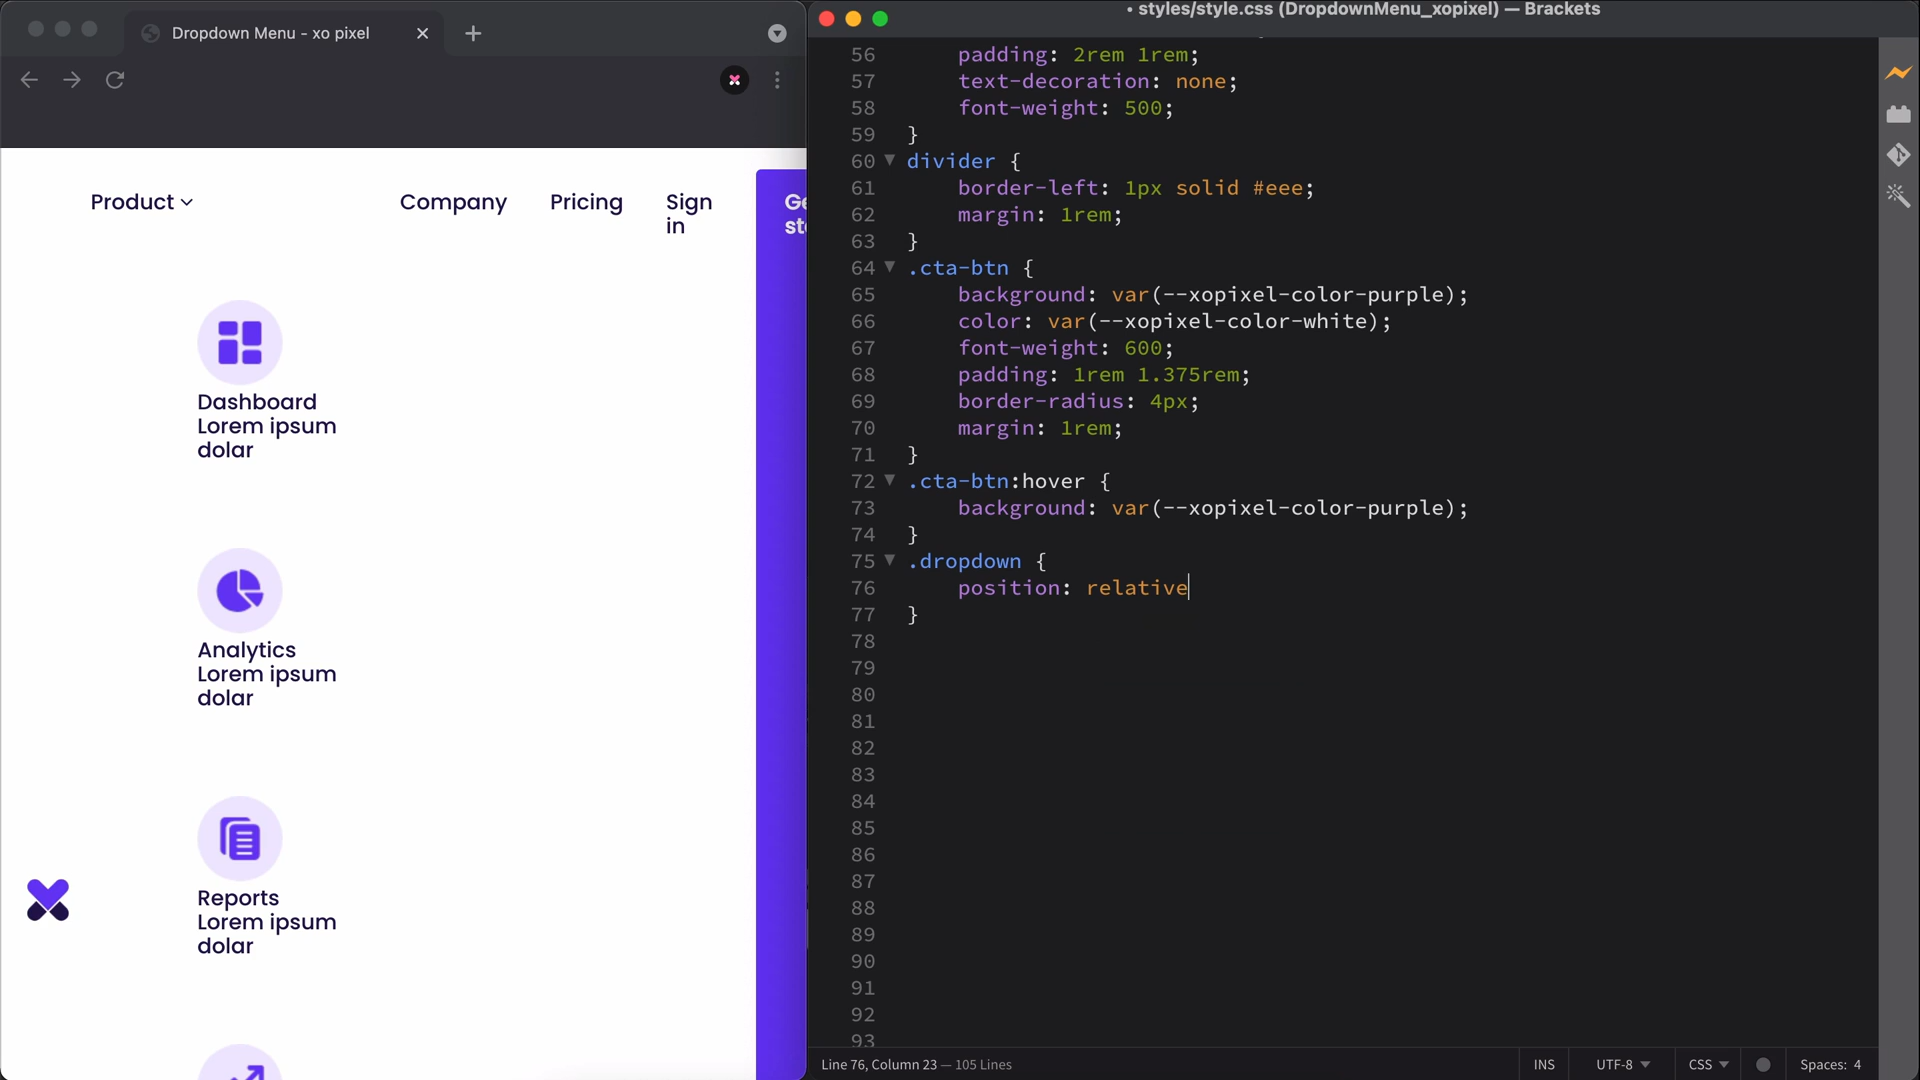 Dropdown Menu - xo pixel
Product
Company
Pricing
Sign
in
Dashboard
Lorem ipsum
dolar
Analytics
Lorem ipsum
dolar
Reports
Lorem ipsum
dolar
• styles/style.css (DropdownMenu_xopixel) — Brackets
56 padding: 2rem 1rem;
57 text-decoration: none;
58 font-weight: 500;
59 }
60 divider {
61 border-left: 1px solid #eee;
62 margin: 1rem;
63 }
64 .cta-btn {
65 background: var(--xopixel-color-purple);
66 color: var(--xopixel-color-white);
67 font-weight: 600;
68 padding: 1rem 1.375rem;
69 border-radius: 4px;
70 margin: 1rem;
71 }
72 .cta-btn:hover {
73 background: var(--xopixel-color-purple);
74 }
75 .dropdown {
76 position: relative
77 }
78
79
80
81
82
83
84
85
86
87
88
89
90
91
92
93
Line 76, Column 23 — 105 Lines
INS
UTF-8
CSS
Spaces: 4